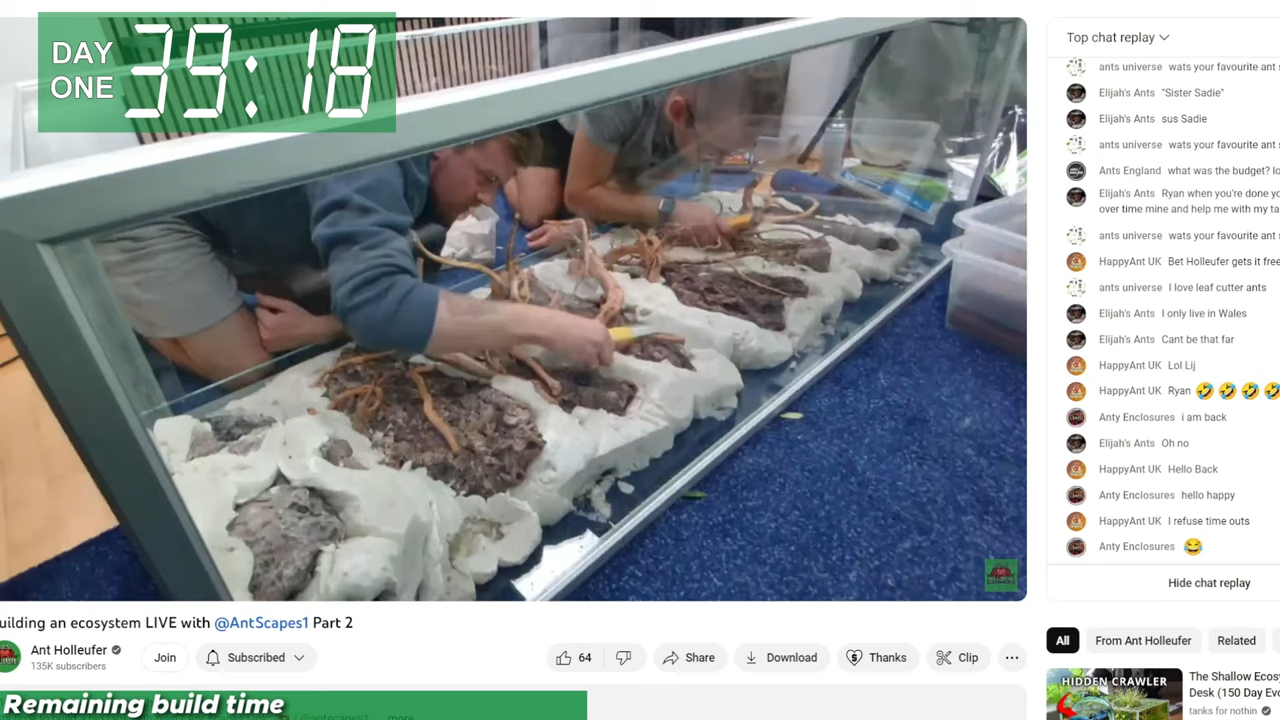 DAY
ONE
39:18
Top chat replay
ants universe wats your favourite ant
Elijah's Ants "Sister Sadie"
Elijah's Ants sus Sadie
ants universe wats your favourite ant
Ants England what was the budget?
Elijah's Ants Ryan when you're done
over time mine and help me with my
ants universe wats your favourite ant
HappyAnt UK Bet Holleufer gets it free
ants universe I love leaf cutter ants
Elijah's Ants I only live in Wales
Elijah's Ants Cant be that far
HappyAnt UK Lol Lij
HappyAnt UK Ryan 🤣 🤣 🤣 🤣
Anty Enclosures i am back
Elijah's Ants Oh no
HappyAnt UK Hello Back
Anty Enclosures hello happy
HappyAnt UK I refuse time outs
Anty Enclosures 😂
Hide chat replay
uilding an ecosystem LIVE with @AntScapes1 Part 2
Ant Holleufer
135K subscribers
Join
Subscribed
64
Share
Download
Thanks
Clip
All
From Ant Holleufer
Related
HIDDEN CRAWLER
The Shallow
Desk (150 Day
tanks for nothin
Remaining build time
@antscapes1 ...more